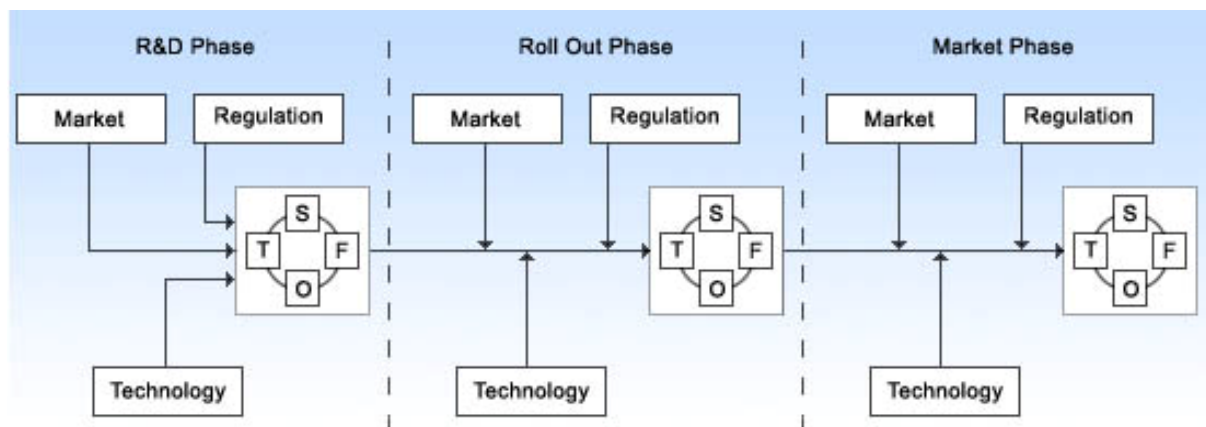 R&D Phase
Roll Out Phase
Market Phase
Market
Regulation
Market
Regulation
Market
Regulation
S
T
F
O
S
T
F
O
S
T
F
O
Technology
Technology
Technology